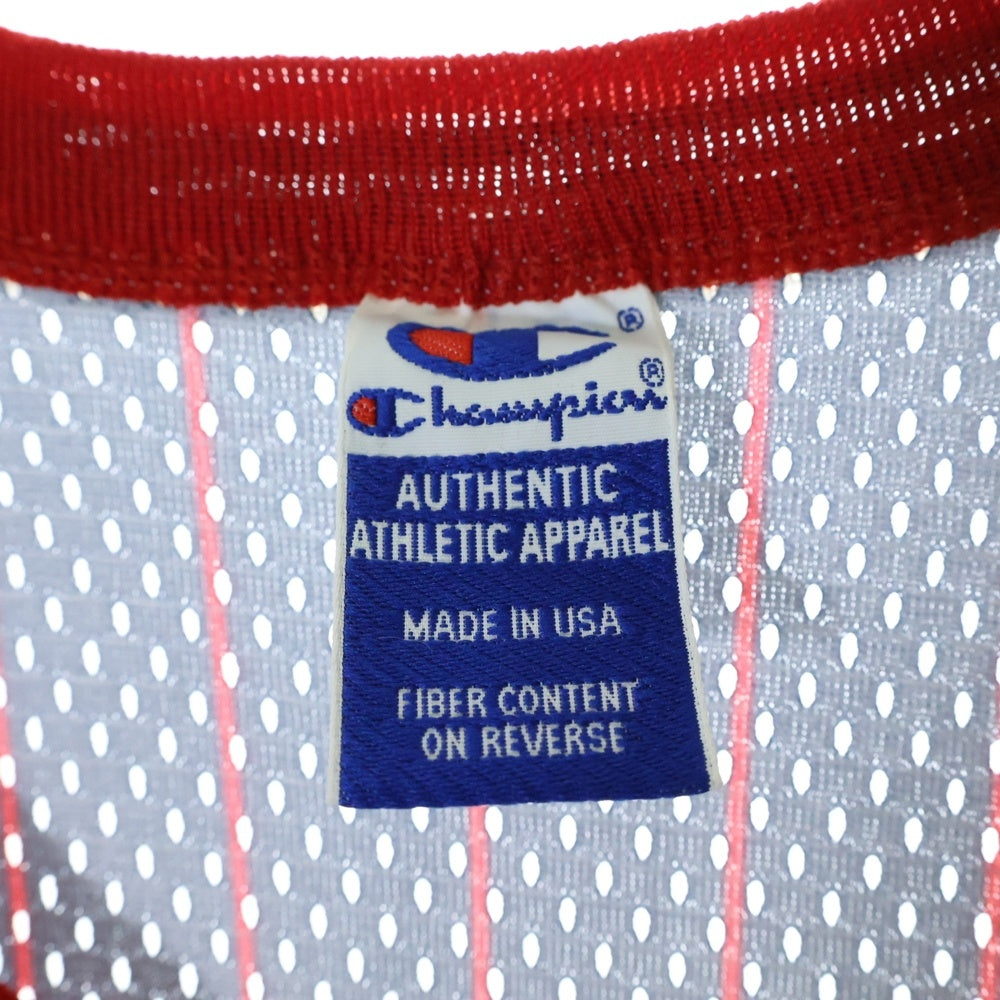 ®
Champion®
AUTHENTIC
ATHLETIC APPAREL
MADE IN USA
FIBER CONTENT
ON REVERSE